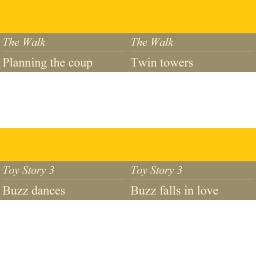 The Walk
The Walk
Planning the coup
Twin towers
Toy Story 3
Toy Story 3
Buzz dances
Buzz falls in love